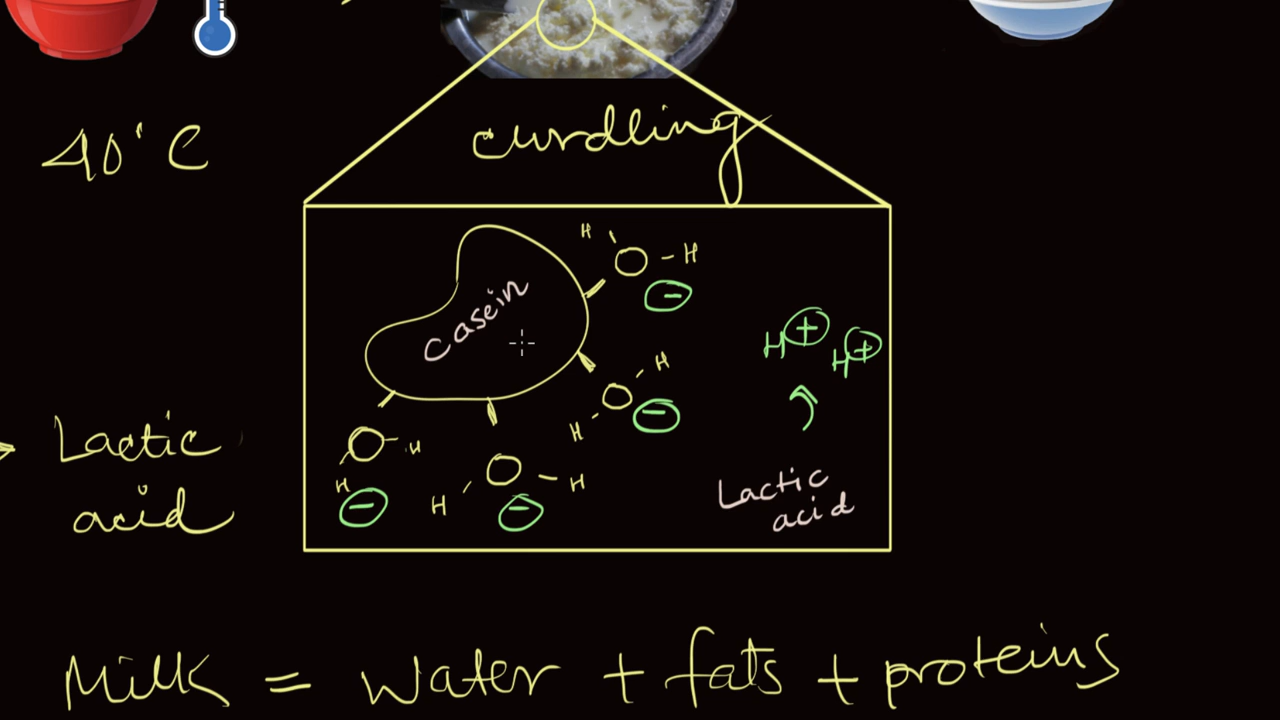 40°C
curdling
casein
H
O - H
⊖
H
O ⊖
H
O - H
H
⊖
O - H
H
⊖
H⊕ H⊕
Lactic
acid
Lactic
acid
Milk = Water + fats + proteins